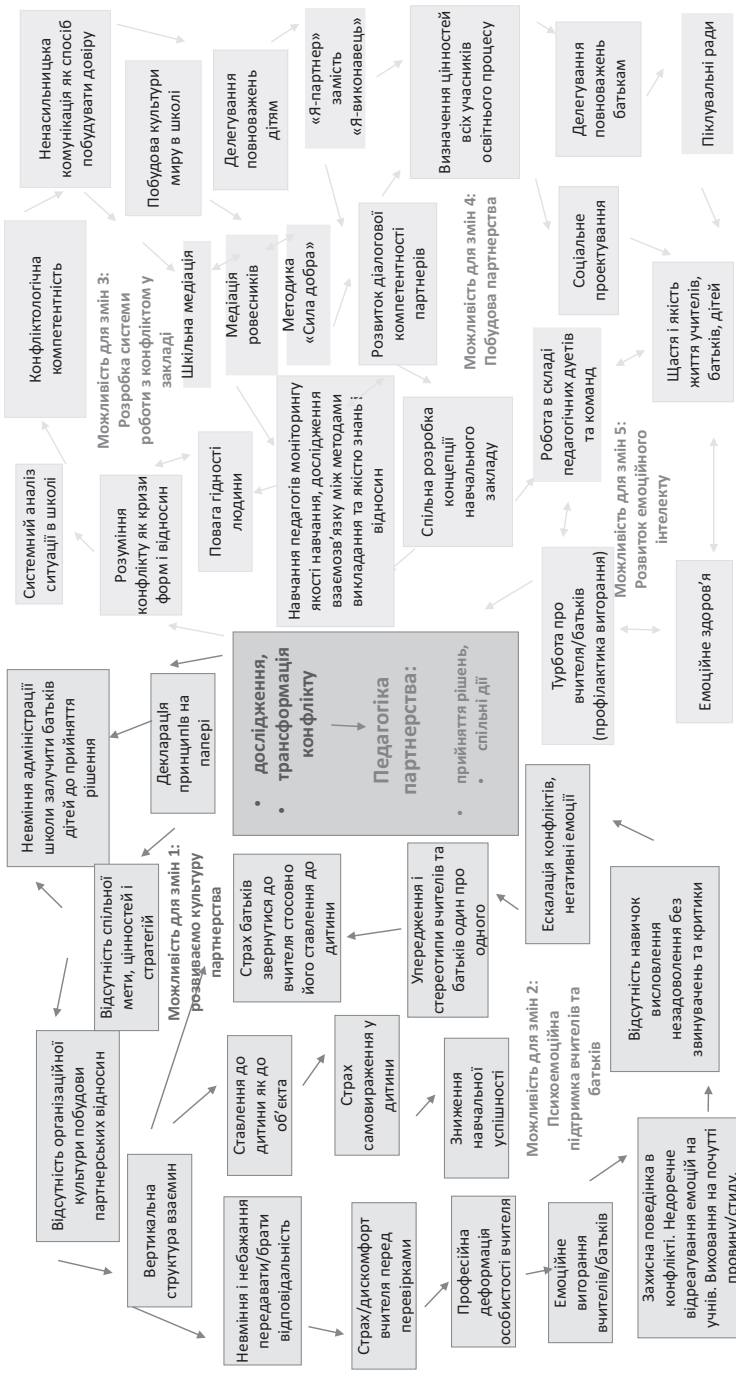 Відсутність організаційної
культури побудови
партнерських відносин
Невміння адміністрації
школи залучити батьків
дітей до прийняття
рішення
Відсутність спільної
мети, цінностей і
стратегій
Декларація
принципів на
папері
Можливість для змін 1:
розвиваємо культуру
партнерства
Вертикальна
структура взаємин
Ставлення до
дитини як до
об’єкта
Страх батьків
звернутися до
вчителя стосовно
його ставлення до
дитини
Невміння і небажання
передавати/брати
відповідальність
Страх
самовираження у
дитини
Упередження і
стереотипи вчителів та
батьків один про
одного
Страх/дискомфорт
вчителя перед
перевірками
Зниження
навчальної
успішності
Професійна
деформація
особистості вчителя
Можливість для змін 2:
Психоемоційна
підтримка вчителів та
батьків
Ескалація конфліктів,
негативні емоції
Емоційне
вигорання
вчителів/батьків
Відсутність навичок
висловлення
незадоволення без
звинувачень та критики
Захисна поведінка в
конфлікті. Недоречне
відреагування емоцій на
учнів. Виховання на почутті
• дослідження,
• трансформація
конфлікту
Педагогіка
партнерства:
• прийняття рішень,
• спільні дії
Системний аналіз
ситуації в школі
Конфліктологічна
компетентність
Ненасильницька
комунікація як спосіб
побудувати довіру
Розуміння
конфлікту як кризи
форм і відносин
Можливість для змін 3:
Розробка системи
роботи з конфліктом у
закладі
Побудова культури
миру в школі
Шкільна медіація
Повага гідності
людини
Медіація
ровесників
Делегування
повноважень
дітям
Методика
«Сила добра»
«Я-партнер»
замість
«Я-виконавець»
Навчання педагогів моніторингу
якості навчання, дослідження
взаємозв’язку між методами
викладання та якістю знань і
відносин
Розвиток діалогової
компетентності
партнерів
Визначення цінностей
всіх учасників
освітнього процесу
Спільна розробка
концепції
навчального
закладу
Можливість для змін 4:
Побудова партнерства
Делегування
повноважень
батькам
Робота в складі
педагогічних дуетів
та команд
Соціальне
проектування
Турбота про
вчителя/батьків
(профілактика вигорання)
Можливість для змін 5:
Розвиток емоційного
інтелекту
Щастя і якість
життя учителів,
батьків, дітей
Піклувальні ради
Емоційне здоров’я